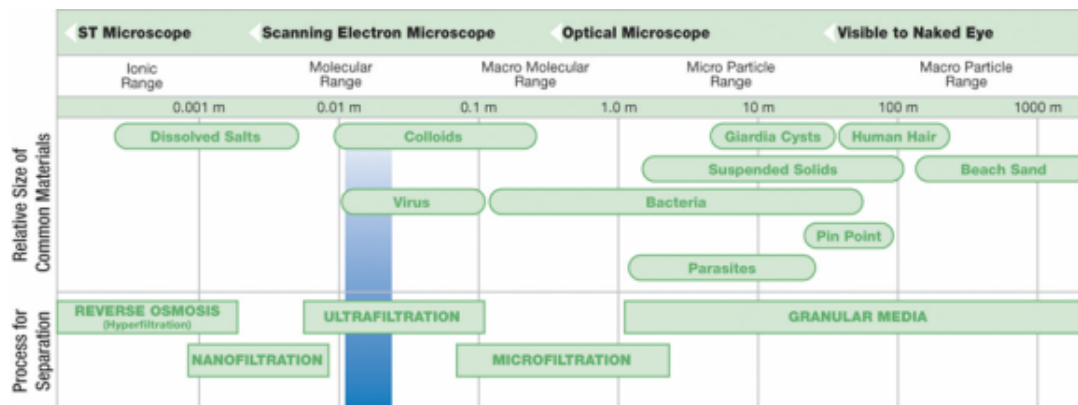 ST Microscope
Scanning Electron Microscope
Optical Microscope
Visible to Naked Eye
Ionic
Range
Molecular
Range
Macro Molecular
Range
Micro Particle
Range
Macro Particle
Range
0.001 m
0.01 m
0.1 m
1.0 m
10 m
100 m
1000 m
Relative Size of
Common Materials
Dissolved Salts
Colloids
Giardia Cysts
Human Hair
Suspended Solids
Beach Sand
Virus
Bacteria
Pin Point
Parasites
Process for
Separation
REVERSE OSMOSIS
(Hyperfiltration)
ULTRAFILTRATION
GRANULAR MEDIA
NANOFILTRATION
MICROFILTRATION